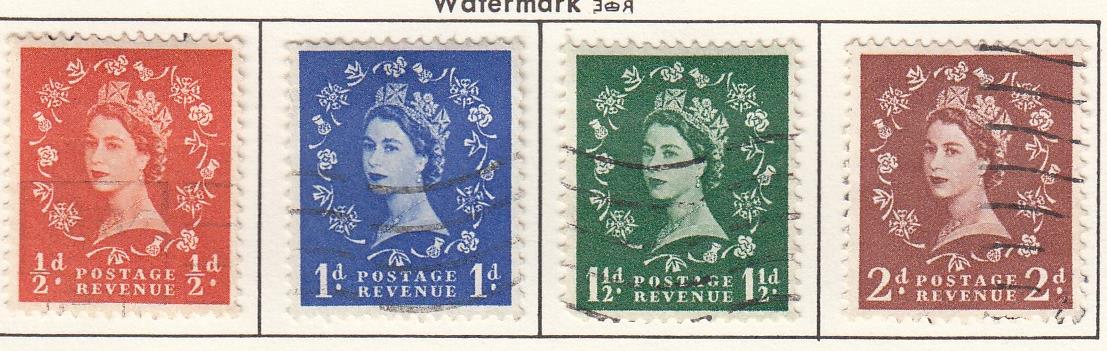 Watermark
½d POSTAGE REVENUE ½d
1d POSTAGE REVENUE 1d
1½d POSTAGE REVENUE 1½d
2d POSTAGE REVENUE 2d